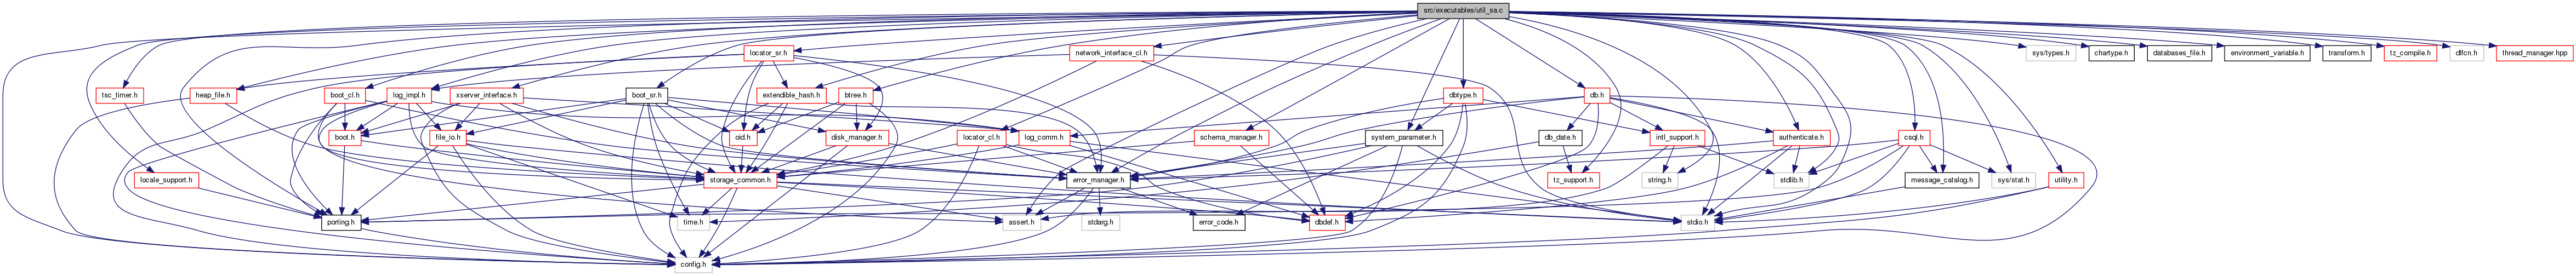 src/executables/util_sa.c
locator_sr.h
network_interface_cl.h
sys/types.h
chartype.h
databases_file.h
environment_variable.h
transform.h
tz_compile.h
dlfcn.h
thread_manager.hpp
tsc_timer.h
heap_file.h
boot_cl.h
log_impl.h
xserver_interface.h
boot_sr.h
extendible_hash.h
btree.h
dbtype.h
db.h
boot.h
file_io.h
oid.h
disk_manager.h
locator_cl.h
log_comm.h
schema_manager.h
system_parameter.h
db_date.h
intl_support.h
authenticate.h
csql.h
locale_support.h
storage_common.h
error_manager.h
tz_support.h
string.h
stdlib.h
message_catalog.h
sys/stat.h
utility.h
porting.h
time.h
assert.h
stdarg.h
error_code.h
dbdef.h
stdio.h
config.h